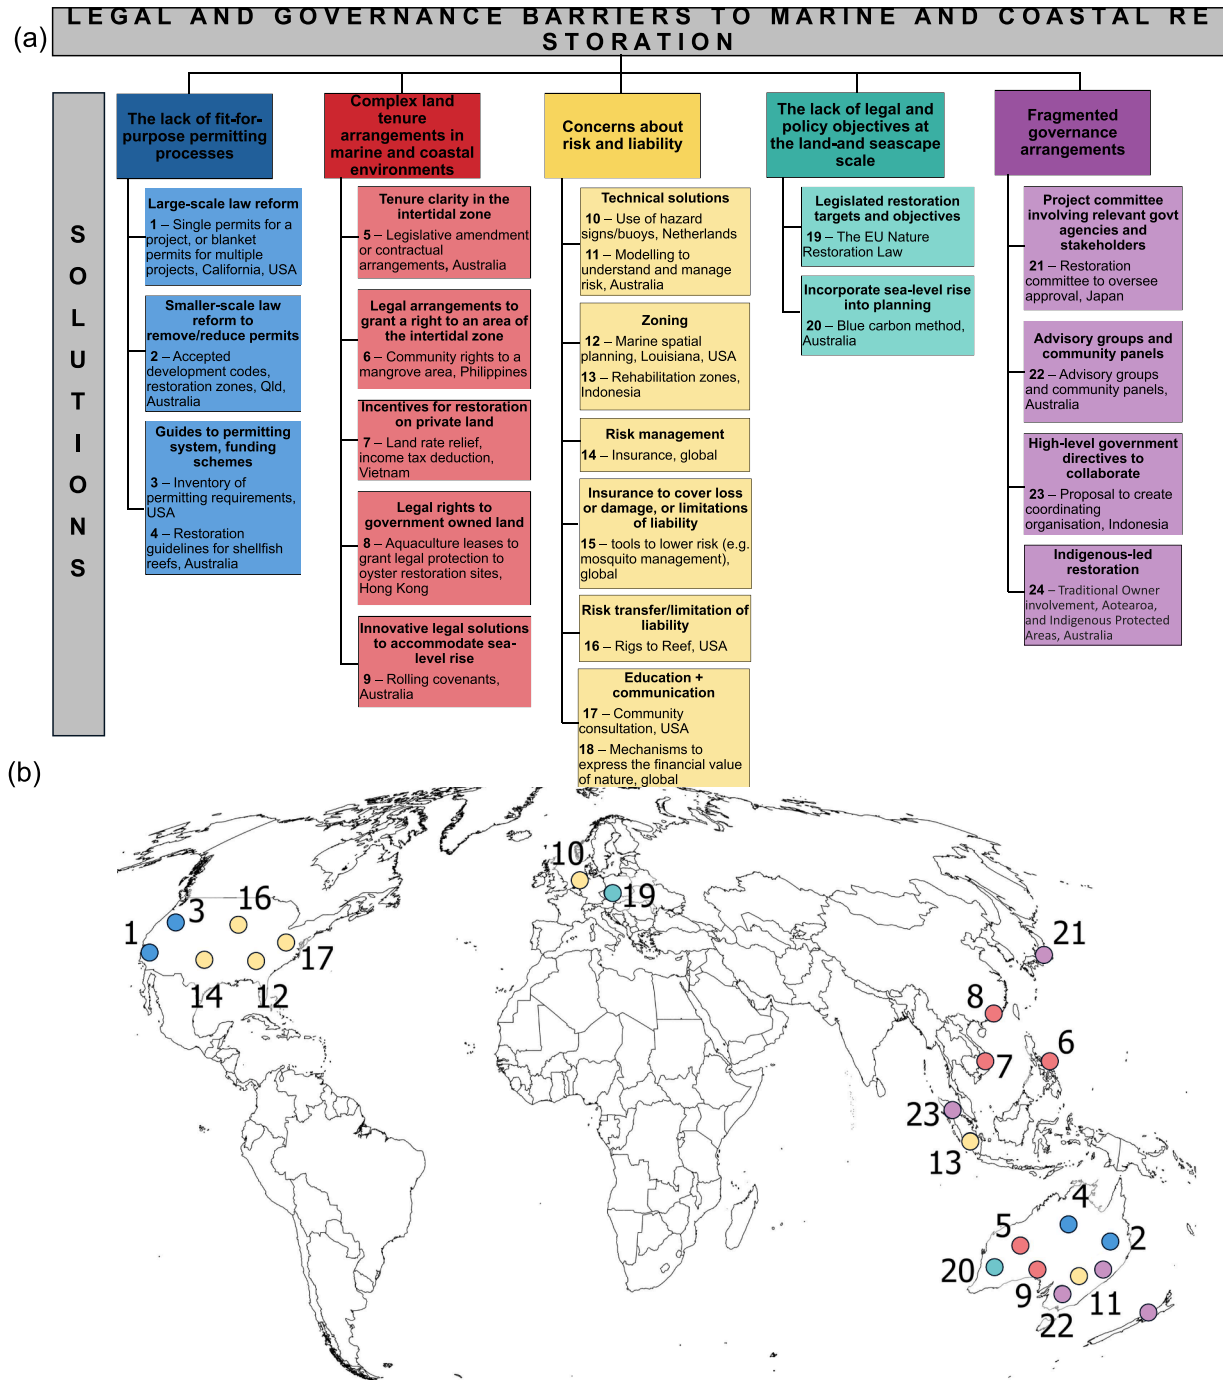 (a)
LEGAL AND GOVERNANCE BARRIERS TO MARINE AND COASTAL RE
STORATION
SOLUTIONS
The lack of fit-for-
purpose permitting
processes
Large-scale law reform
1 – Single permits for a
project, or blanket
permits for multiple
projects, California, USA
Smaller-scale law
reform to
remove/reduce permits
2 – Accepted
development codes,
restoration zones, Qld,
Australia
Guides to permitting
system, funding
schemes
3 – Inventory of
permitting requirements,
USA
4 – Restoration
guidelines for shellfish
reefs, Australia
Complex land
tenure
arrangements in
marine and coastal
environments
Tenure clarity in the
intertidal zone
5 – Legislative amendment
or contractual
arrangements, Australia
Legal arrangements to
grant a right to an area of
the intertidal zone
6 – Community rights to a
mangrove area, Philippines
Incentives for restoration
on private land
7 – Land rate relief,
income tax deduction,
Vietnam
Legal rights to
government owned land
8 – Aquaculture leases to
grant legal protection to
oyster restoration sites,
Hong Kong
Innovative legal solutions
to accommodate sea-
level rise
9 – Rolling covenants,
Australia
Concerns about
risk and liability
Technical solutions
10 – Use of hazard
signs/buoys, Netherlands
11 – Modelling to
understand and manage
risk, Australia
Zoning
12 – Marine spatial
planning, Louisiana, USA
13 – Rehabilitation zones,
Indonesia
Risk management
14 – Insurance, global
Insurance to cover loss
or damage, or limitations
of liability
15 – tools to lower risk (e.g.
mosquito management),
global
Risk transfer/limitation of
liability
16 – Rigs to Reef, USA
Education +
communication
17 – Community
consultation, USA
18 – Mechanisms to
express the financial value
of nature, global
The lack of legal and
policy objectives at
the land-and seascape
scale
Legislated restoration
targets and objectives
19 – The EU Nature
Restoration Law
Incorporate sea-level rise
into planning
20 – Blue carbon method,
Australia
Fragmented
governance
arrangements
Project committee
involving relevant govt
agencies and
stakeholders
21 – Restoration
committee to oversee
approval, Japan
Advisory groups and
community panels
22 – Advisory groups
and community panels,
Australia
High-level government
directives to
collaborate
23 – Proposal to create
coordinating
organisation, Indonesia
Indigenous-led
restoration
24 – Traditional Owner
involvement, Aotearoa,
and Indigenous Protected
Areas, Australia
(b)
10
19
16
3
1
17
14
12
21
8
6
7
23
13
4
5
2
20
9
11
22